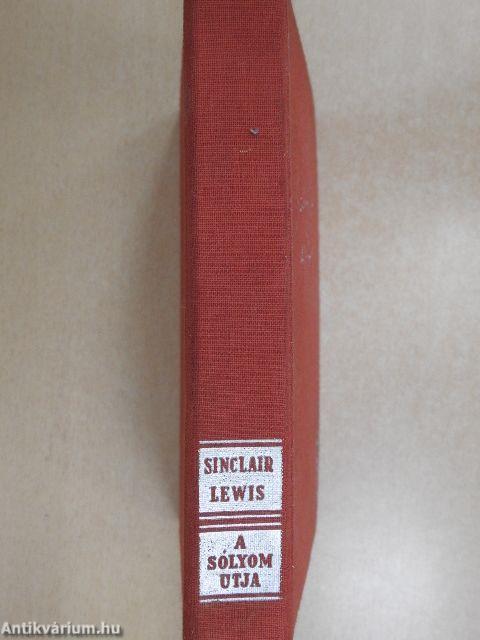 SINCLAIR
LEWIS
A
SÓLYOM
UTJA
Antikvárium.hu